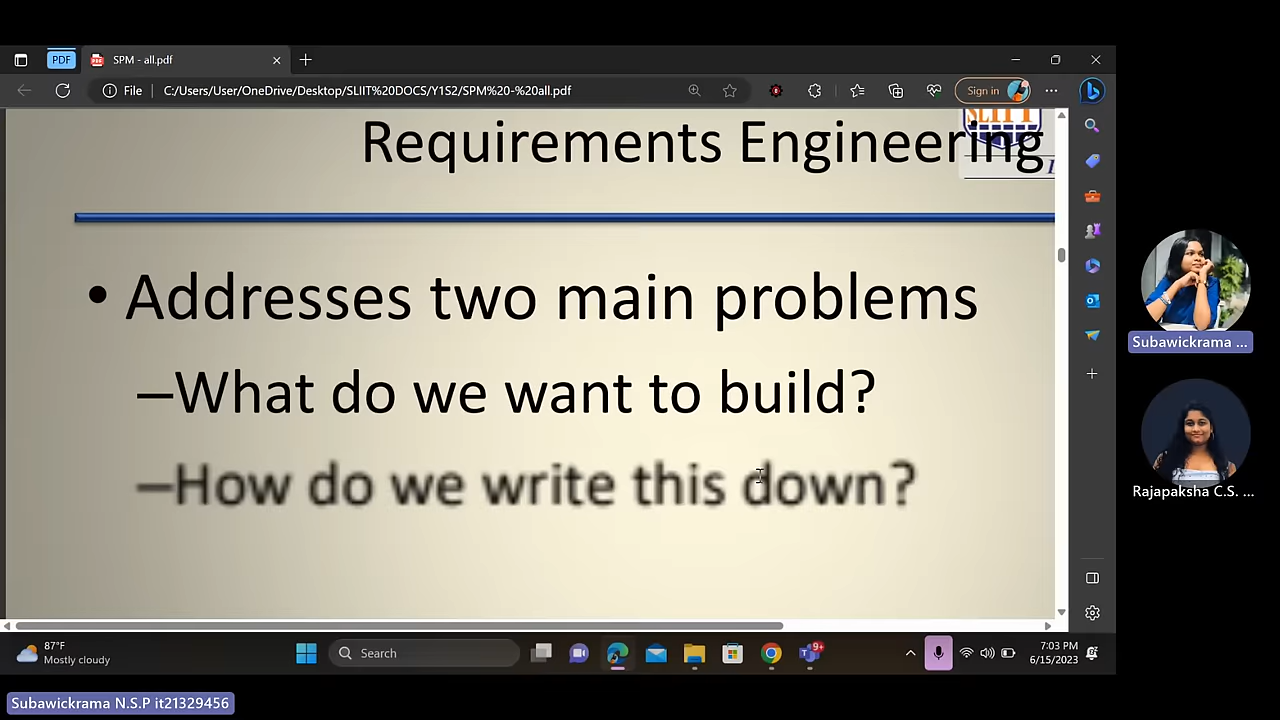 PDF
SPM - all.pdf
File
C:/Users/User/OneDrive/Desktop/SLIIT%20DOCS/Y1S2/SPM%20-%20all.pdf
Sign in
SLIIT
Requirements Engineering
• Addresses two main problems
–What do we want to build?
–How do we write this down?
Subawickrama ...
Rajapaksha C.S. ...
87°F
Mostly cloudy
Search
9+
7:03 PM
6/15/2023
Subawickrama N.S.P it21329456